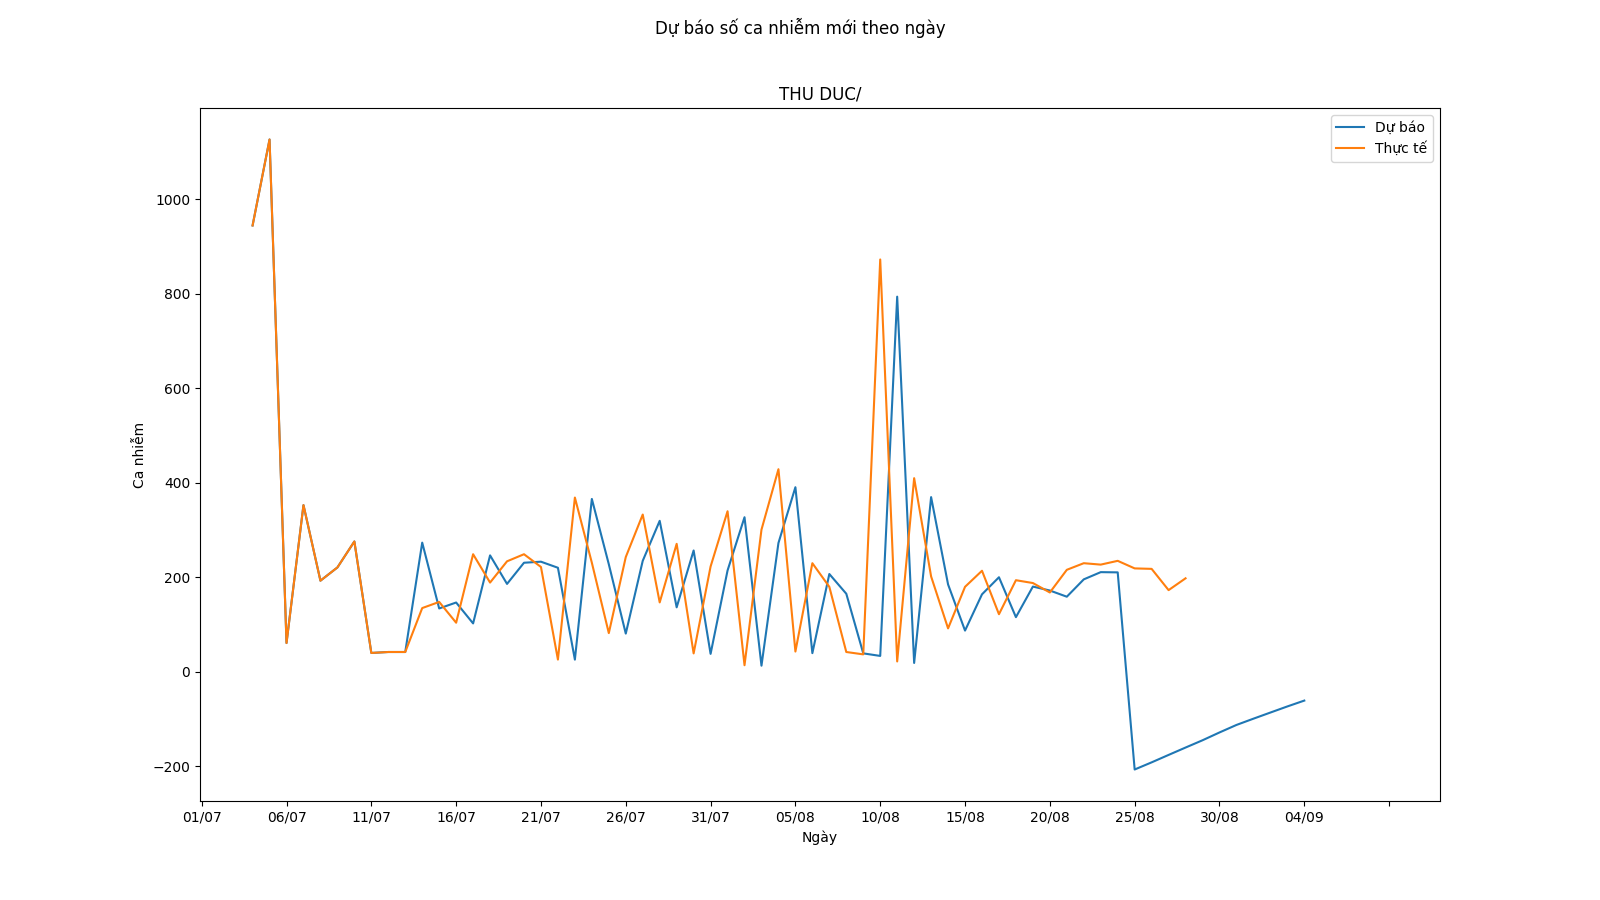 Dự báo số ca nhiễm mới theo ngày
THU DUC/
Dự báo
Thực tế
Ca nhiễm
1000
800
600
400
200
0
−200
01/07 06/07 11/07 16/07 21/07 26/07 31/07 05/08 10/08 15/08 20/08 25/08 30/08 04/09
Ngày